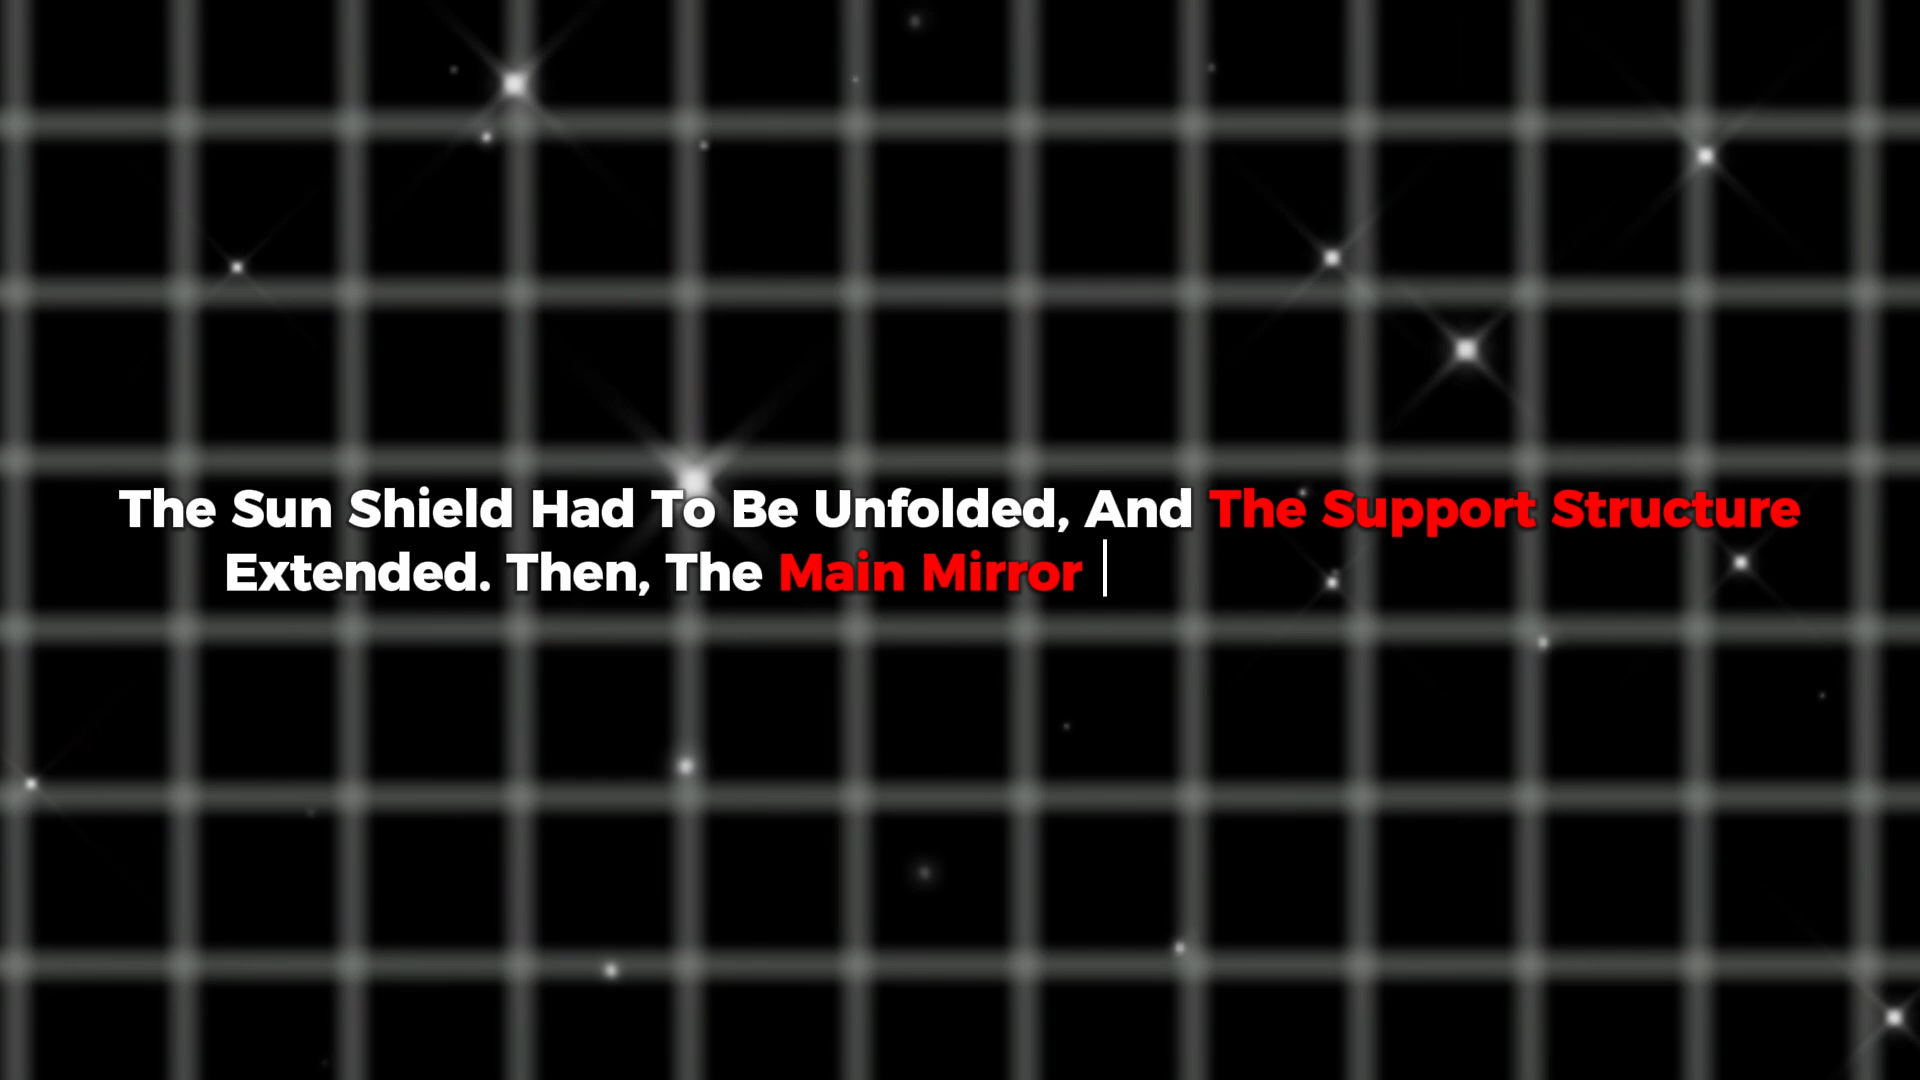 The Sun Shield Had To Be Unfolded, And The Support Structure
Extended. Then, The Main Mirror